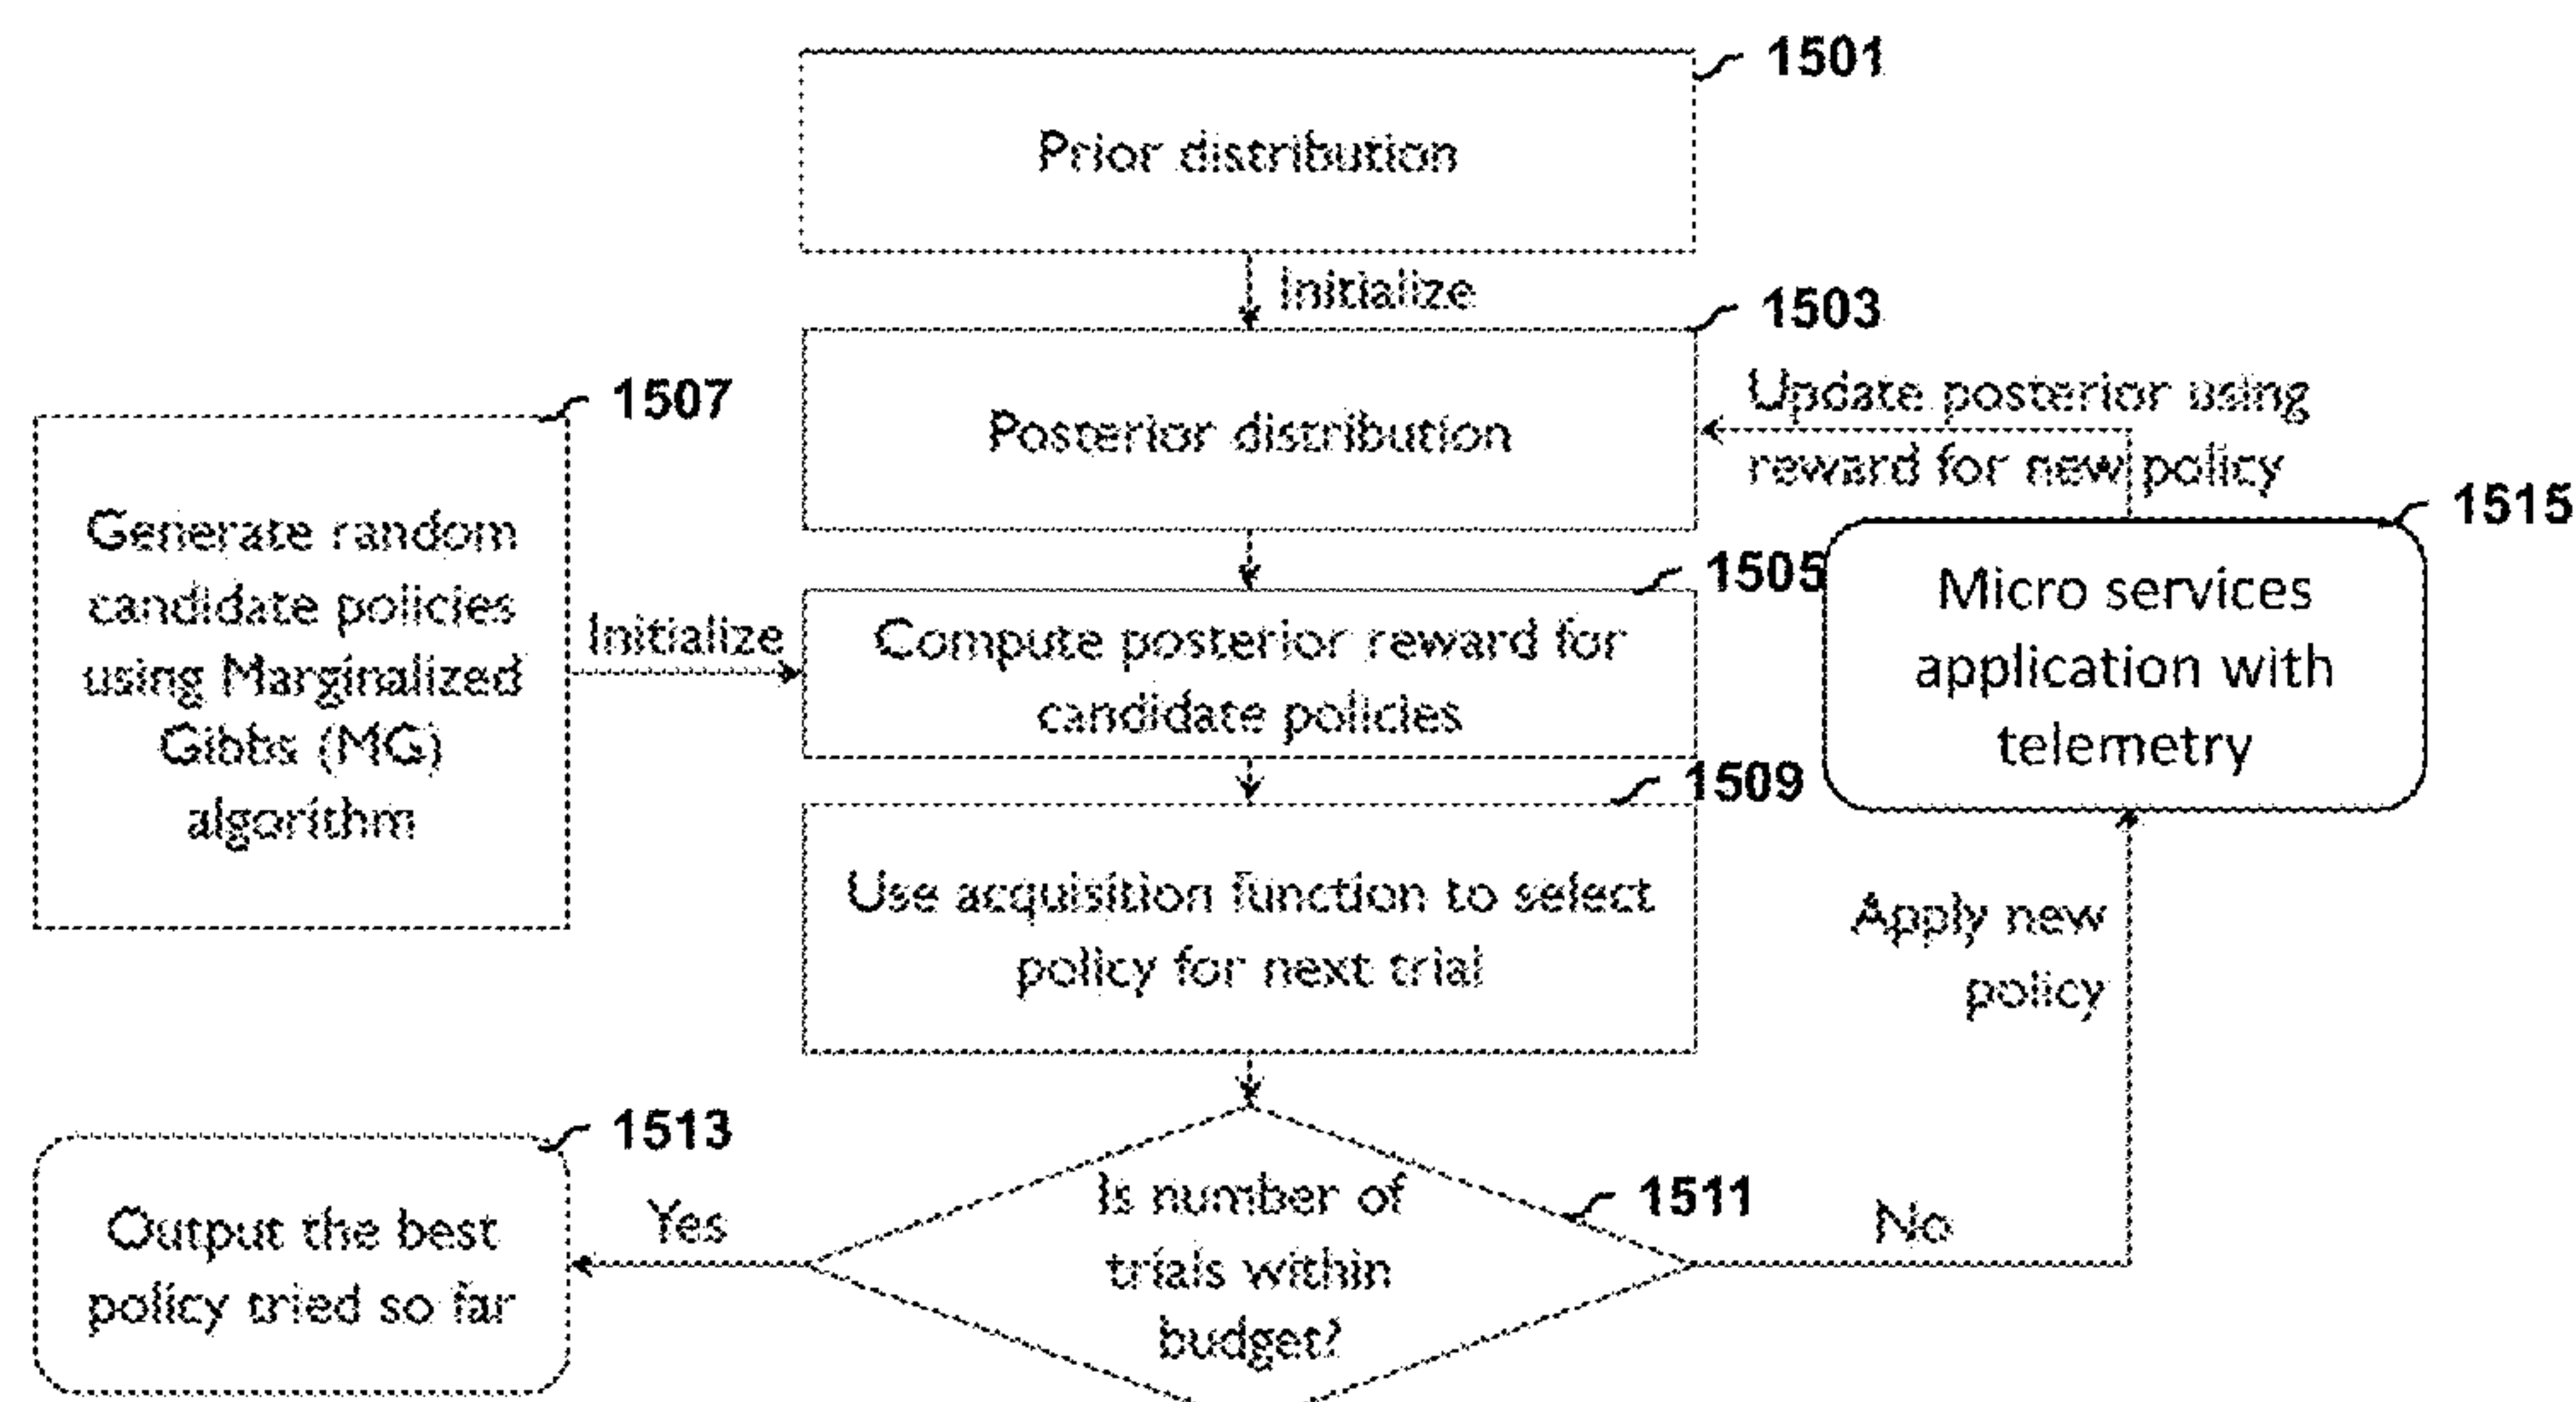 1501
Prior distribution
Initialize
1503
Posterior distribution
Update posterior using
reward for new policy
1507
Generate random
candidate policies
using Marginalized
Gibbs (MG)
algorithm
Initialize
1505
Compute posterior reward for
candidate policies
1515
Micro services
application with
telemetry
1509
Use acquisition function to select
policy for next trial
Apply new
policy
1511
Is number of
trials within
budget?
Yes
No
1513
Output the best
policy tried so far